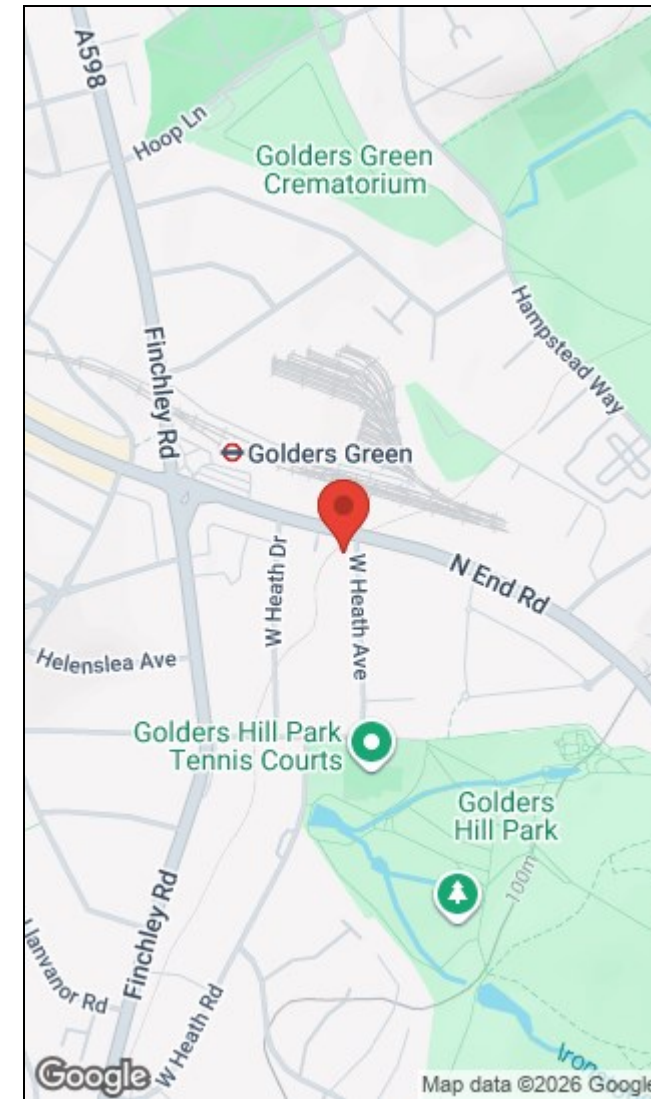 A598
Hoop Ln
Golders Green
Crematorium
Hampstead Way
Finchley Rd
Golders Green
W Heath Dr
W Heath Ave
N End Rd
Helenslea Ave
Golders Hill Park
Tennis Courts
Golders
Hill Park
100m
Finchley Rd
Llanvanor Rd
W Heath Rd
Google
Map data ©2026 Google